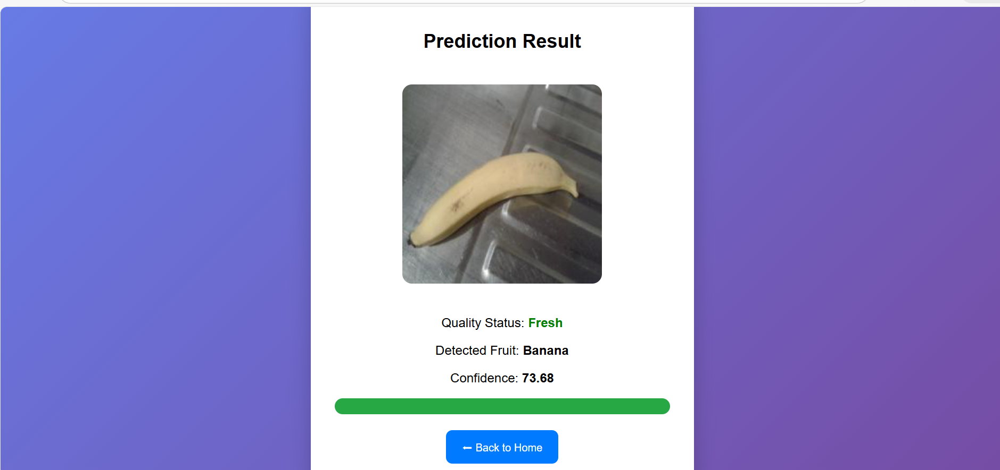 Prediction Result
Quality Status: Fresh
Detected Fruit: Banana
Confidence: 73.68
← Back to Home